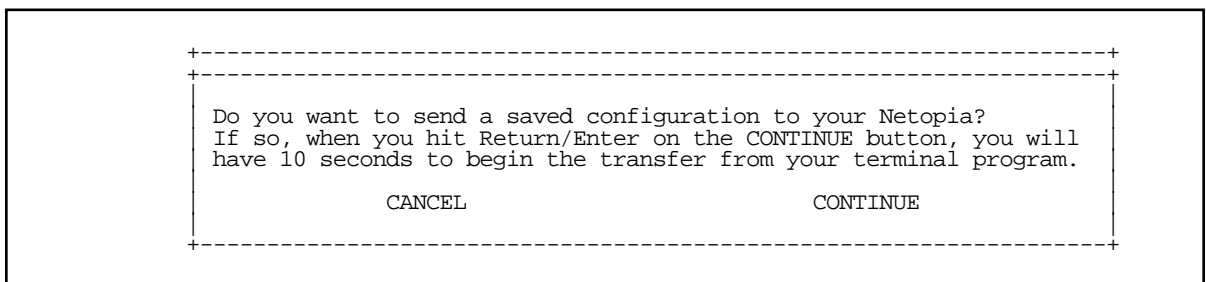 Do you want to send a saved configuration to your Netopia?
If so, when you hit Return/Enter on the CONTINUE button, you will
have 10 seconds to begin the transfer from your terminal program.
CANCEL CONTINUE